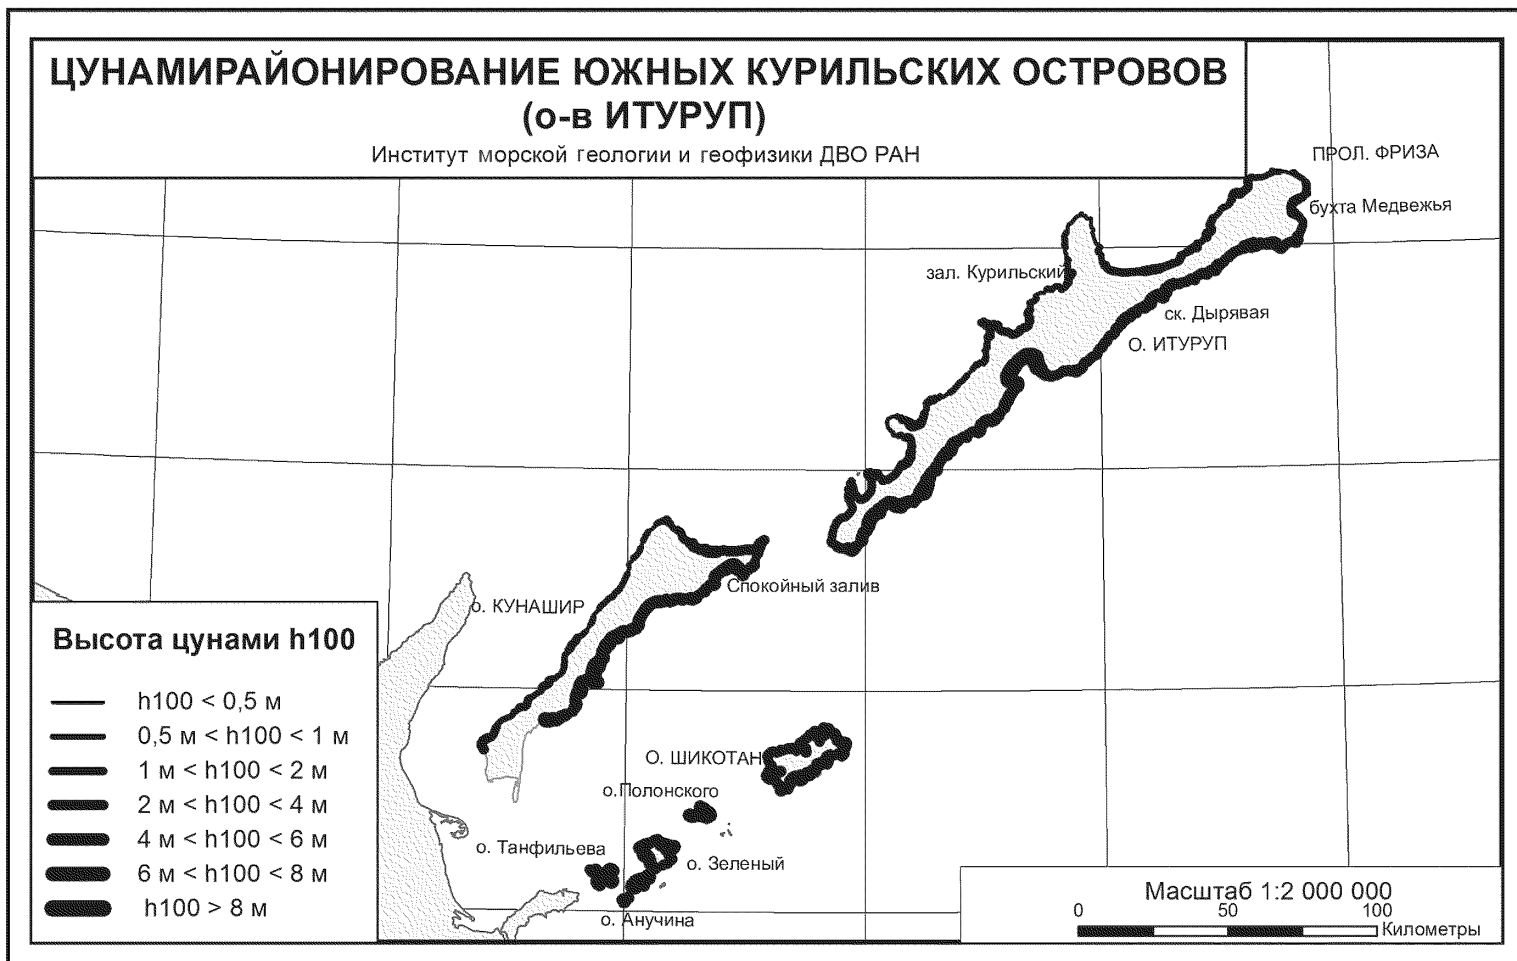 ЦУНАМИРАЙОНИРОВАНИЕ ЮЖНЫХ КУРИЛЬСКИХ ОСТРОВОВ
(о-в ИТУРУП)
Институт морской геологии и геофизики ДВО РАН
ПРОЛ. ФРИЗА
бухта Медвежья
зал. Курильский
ск. Дырявая
О. ИТУРУП
Спокойный залив
о. КУНАШИР
О. ШИКОТАН
о.Полонского
о. Танфильева
о. Зеленый
о. Анучина
Высота цунами h100
h100 < 0,5 м
0,5 м < h100 < 1 м
1 м < h100 < 2 м
2 м < h100 < 4 м
4 м < h100 < 6 м
6 м < h100 < 8 м
h100 > 8 м
Масштаб 1:2 000 000
0 50 100
Километры